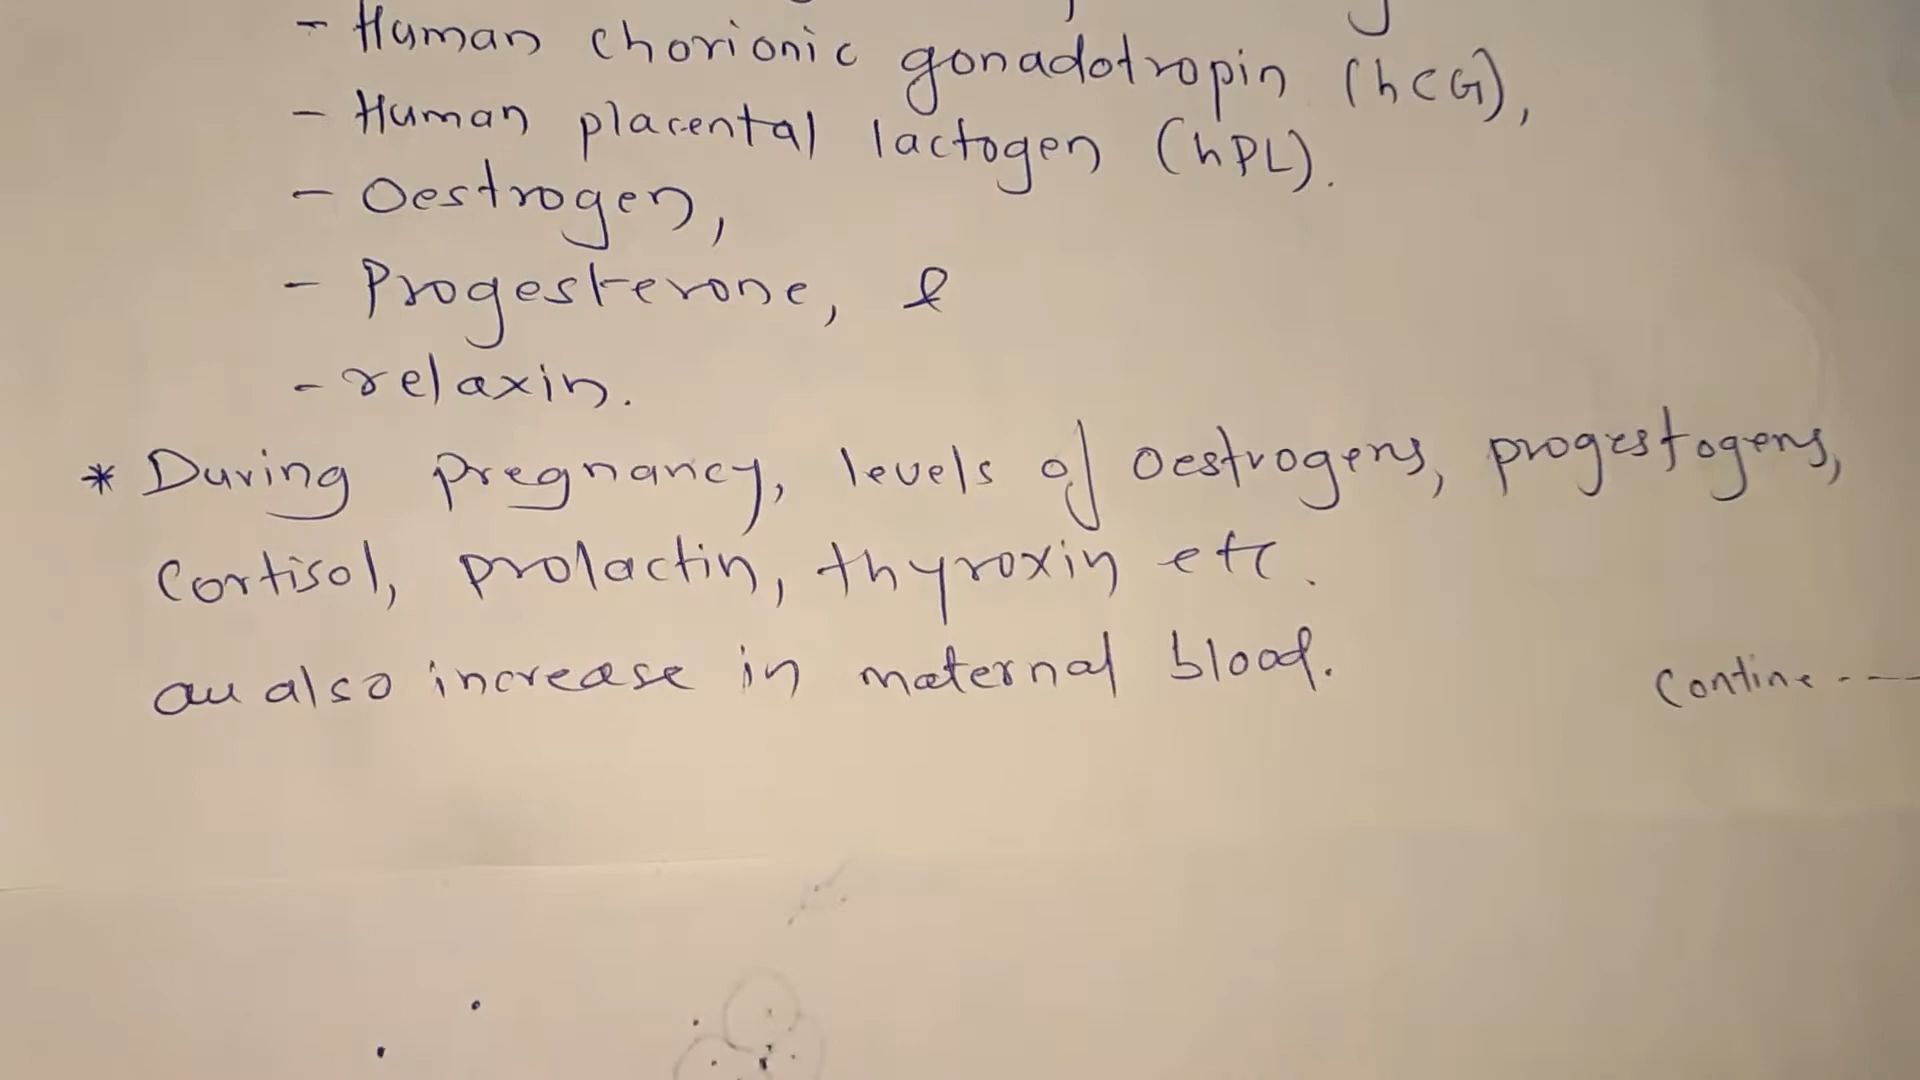 - Human chorionic gonadotropin (hCG),
- Human placental lactogen (hPL).
- Oestrogen,
- Progesterone, &
- relaxin.
* During pregnancy, levels of oestrogens, progestogens,
Cortisol, prolactin, thyroxin etc.
are also increase in maternal blood.
Contine ----